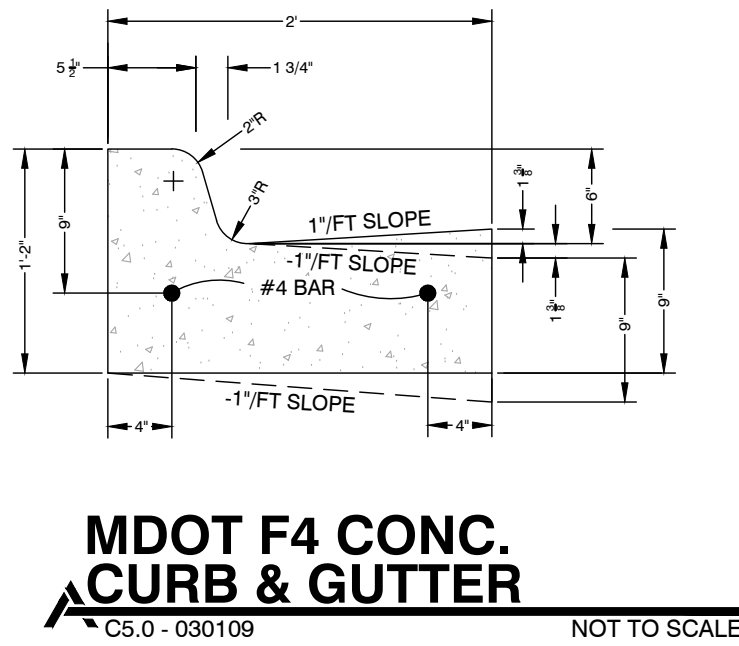 2'
5 1/2"
1 3/4"
2"R
3"R
1 3/8"
6"
1"/FT SLOPE
-1"/FT SLOPE
#4 BAR
1'-2"
9"
1 3/8"
9"
9"
-1"/FT SLOPE
4"
4"
MDOT F4 CONC.
CURB & GUTTER
C5.0 - 030109
NOT TO SCALE